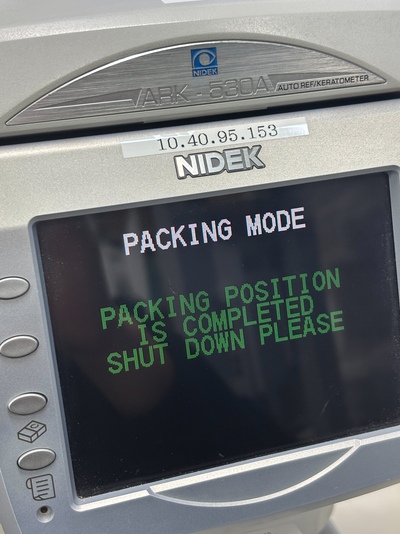 NIDEK
ARK-530A AUTO REF/KERATOMETER
10.40.95.153
NIDEK
PACKING MODE
PACKING POSITION
IS COMPLETED
SHUT DOWN PLEASE